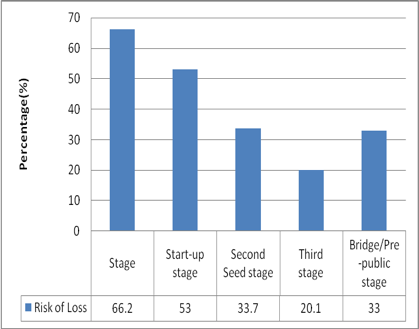 Percentage(%)
70
60
50
40
30
20
10
0
Stage
Start-up
stage
Second
Seed stage
Third
stage
Bridge/Pre
-public stage
Risk of Loss 66.2 53 33.7 20.1 33